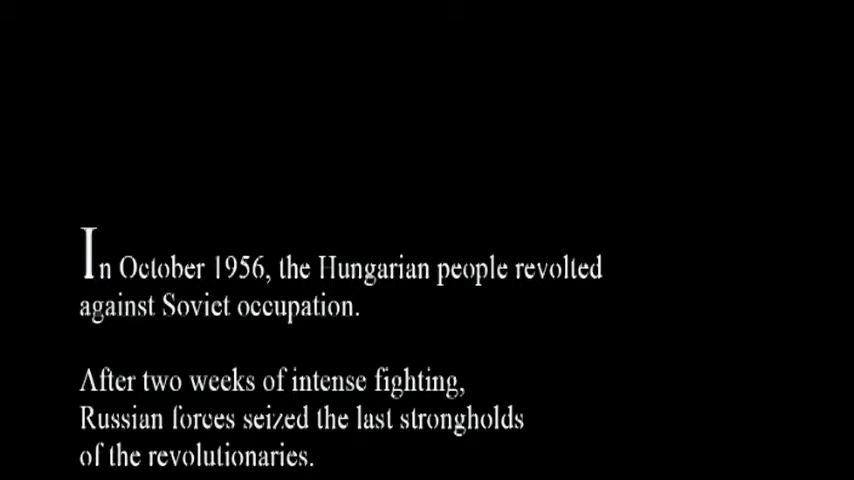 In October 1956, the Hungarian people revolted
against Soviet occupation.
After two weeks of intense fighting,
Russian forces seized the last strongholds
of the revolutionaries.